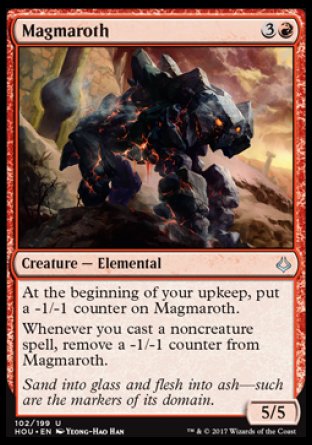 Magmaroth 3
Creature — Elemental
At the beginning of your upkeep, put
a -1/-1 counter on Magmaroth.
Whenever you cast a noncreature
spell, remove a -1/-1 counter from
Magmaroth.
Sand into glass and flesh into ash—such
are the markers of its domain.
5/5
102/199 U
HOU • EN Yeong-Hao Han
™ & © 2017 Wizards of the Coast